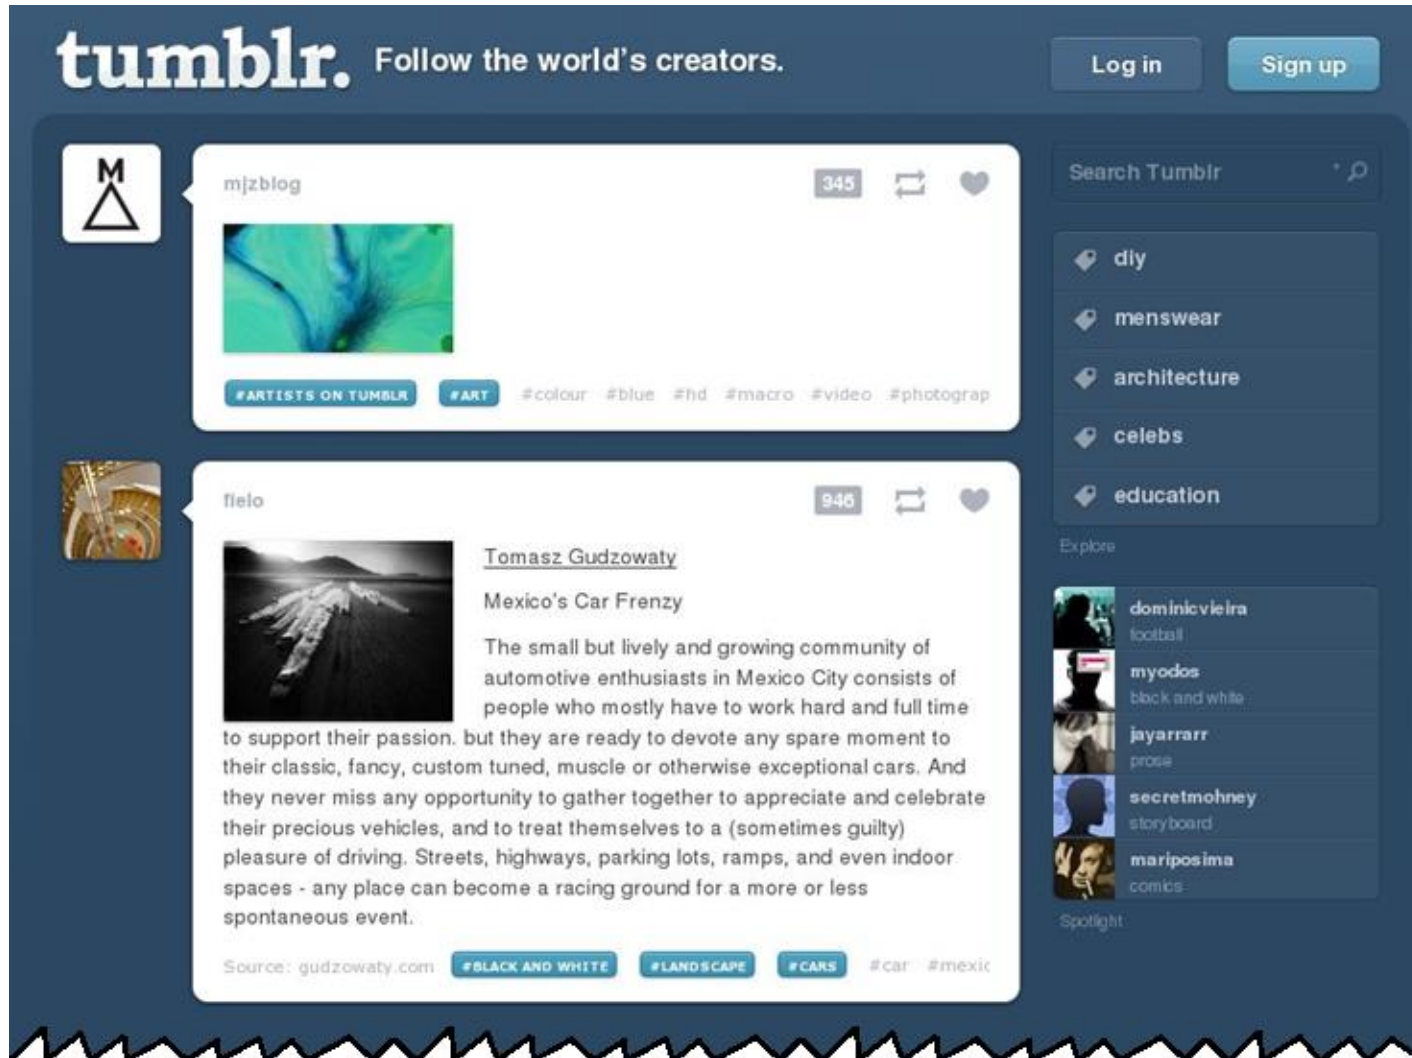 tumblr. Follow the world's creators.
Log in
Sign up
M
mjzblog
345
#ARTISTS ON TUMBLR #ART #colour #blue #hd #macro #video #photograp
fielo
946
Tomasz Gudzowaty
Mexico's Car Frenzy
The small but lively and growing community of
automotive enthusiasts in Mexico City consists of
people who mostly have to work hard and full time
to support their passion. but they are ready to devote any spare moment to
their classic, fancy, custom tuned, muscle or otherwise exceptional cars. And
they never miss any opportunity to gather together to appreciate and celebrate
their precious vehicles, and to treat themselves to a (sometimes guilty)
pleasure of driving. Streets, highways, parking lots, ramps, and even indoor
spaces - any place can become a racing ground for a more or less
spontaneous event.
Source: gudzowaty.com #BLACK AND WHITE #LANDSCAPE #CARS #car #mexic
Search Tumblr
diy
menswear
architecture
celebs
education
Explore
dominicvieira
football
myodos
black and white
jayarrarr
prose
secretmohney
storyboard
mariposima
comics
Spotlight